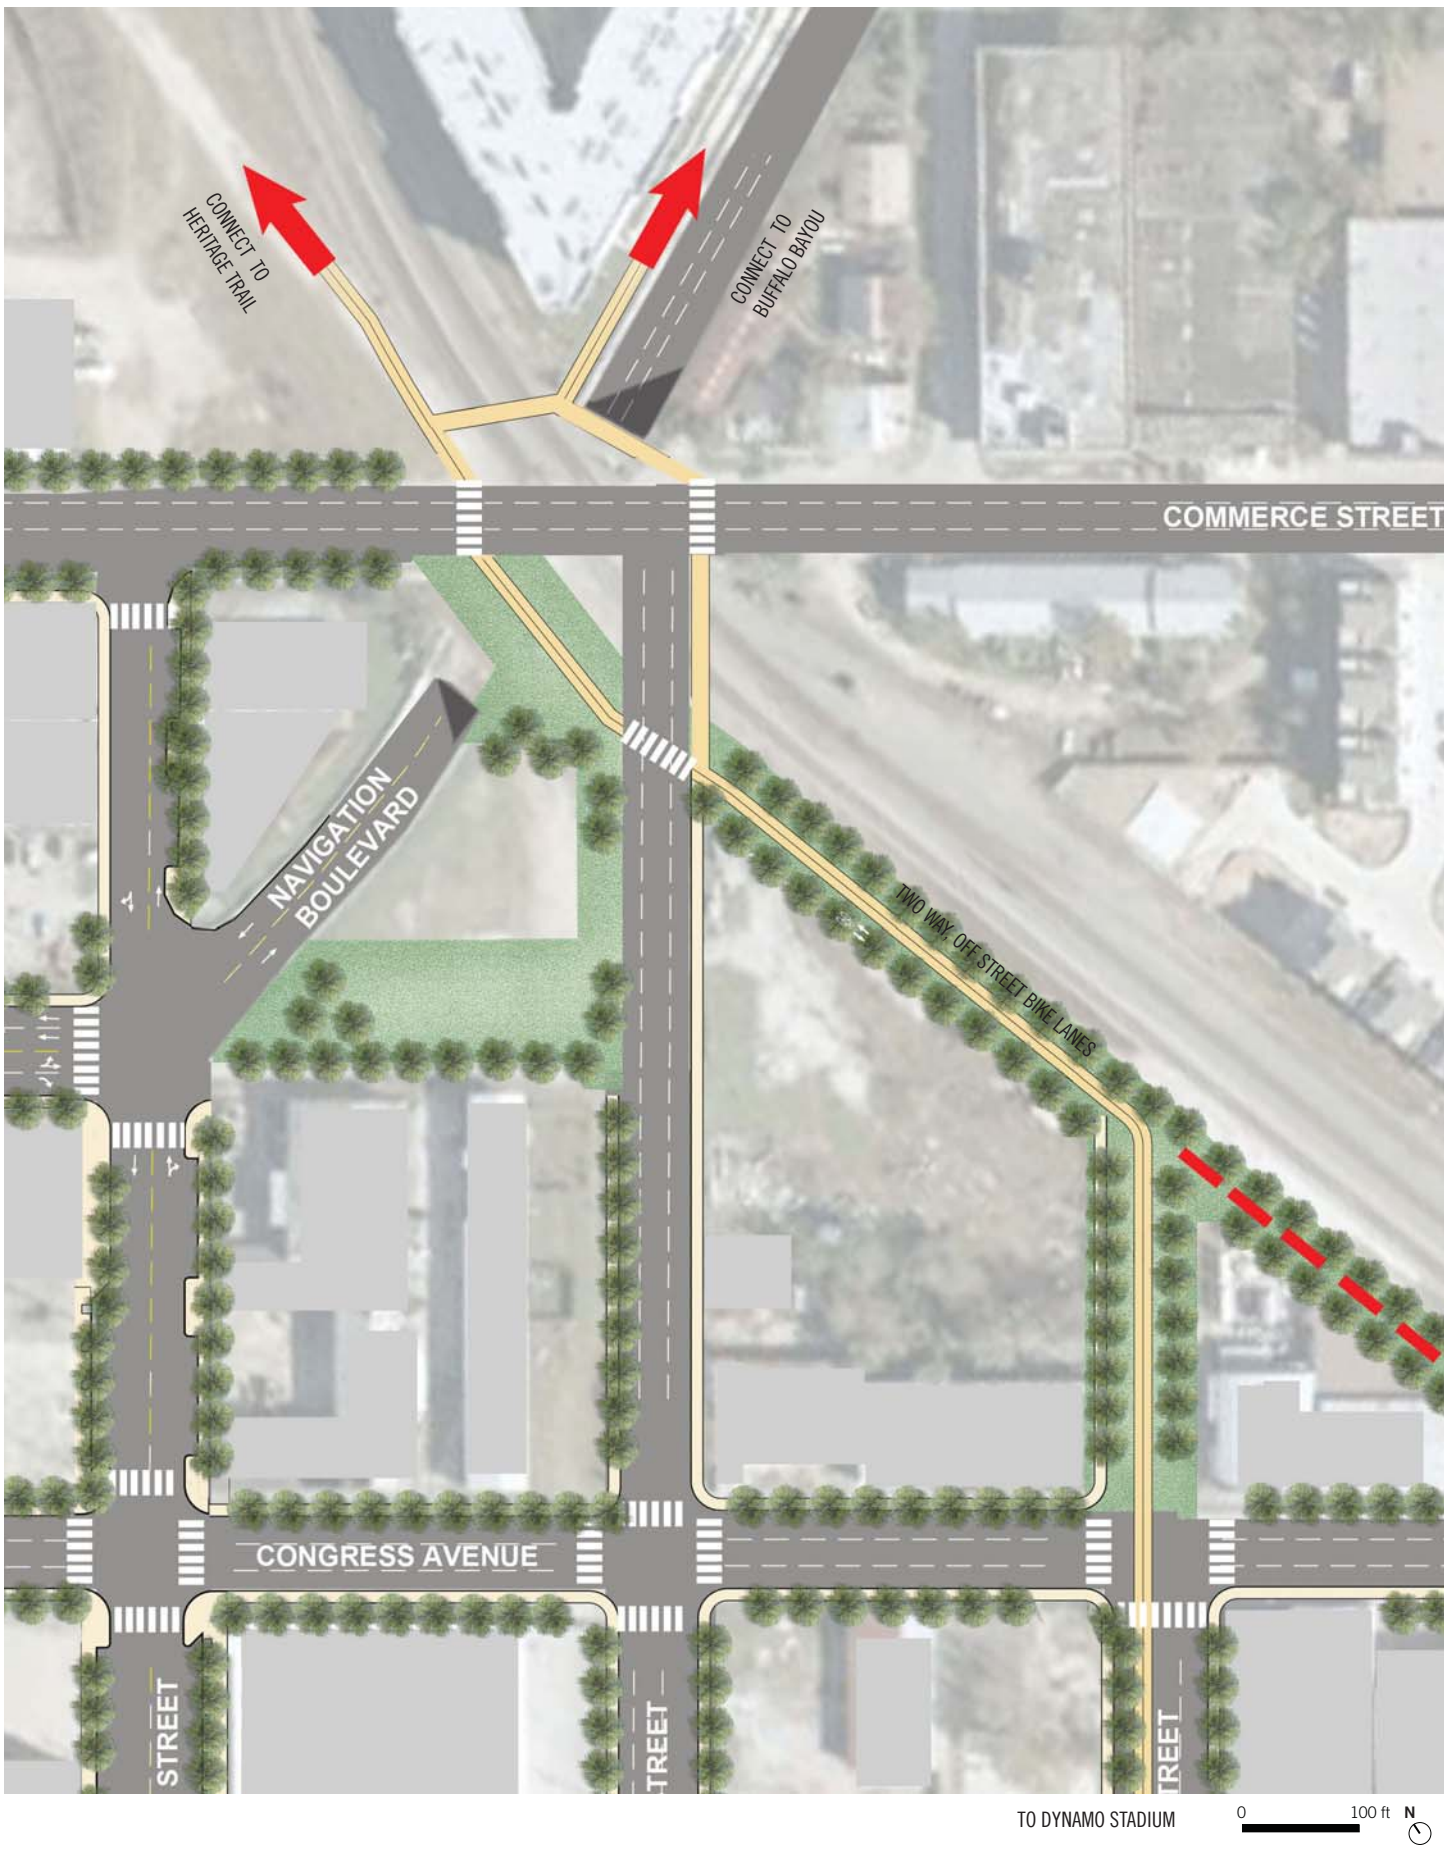 CONNECT TO
HERITAGE TRAIL
CONNECT TO
BUFFALO BAYOU
COMMERCE STREET
NAVIGATION
BOULEVARD
TWO WAY, OFF STREET BIKE LANES
CONGRESS AVENUE
STREET
TREET
TREET
TO DYNAMO STADIUM
0 100 ft N